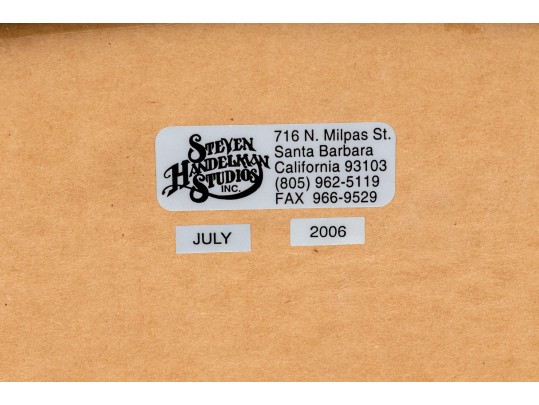 STEVEN
HANDELMAN
STUDIOS
INC.
716 N. Milpas St.
Santa Barbara
California 93103
(805) 962-5119
FAX 966-9529
JULY
2006